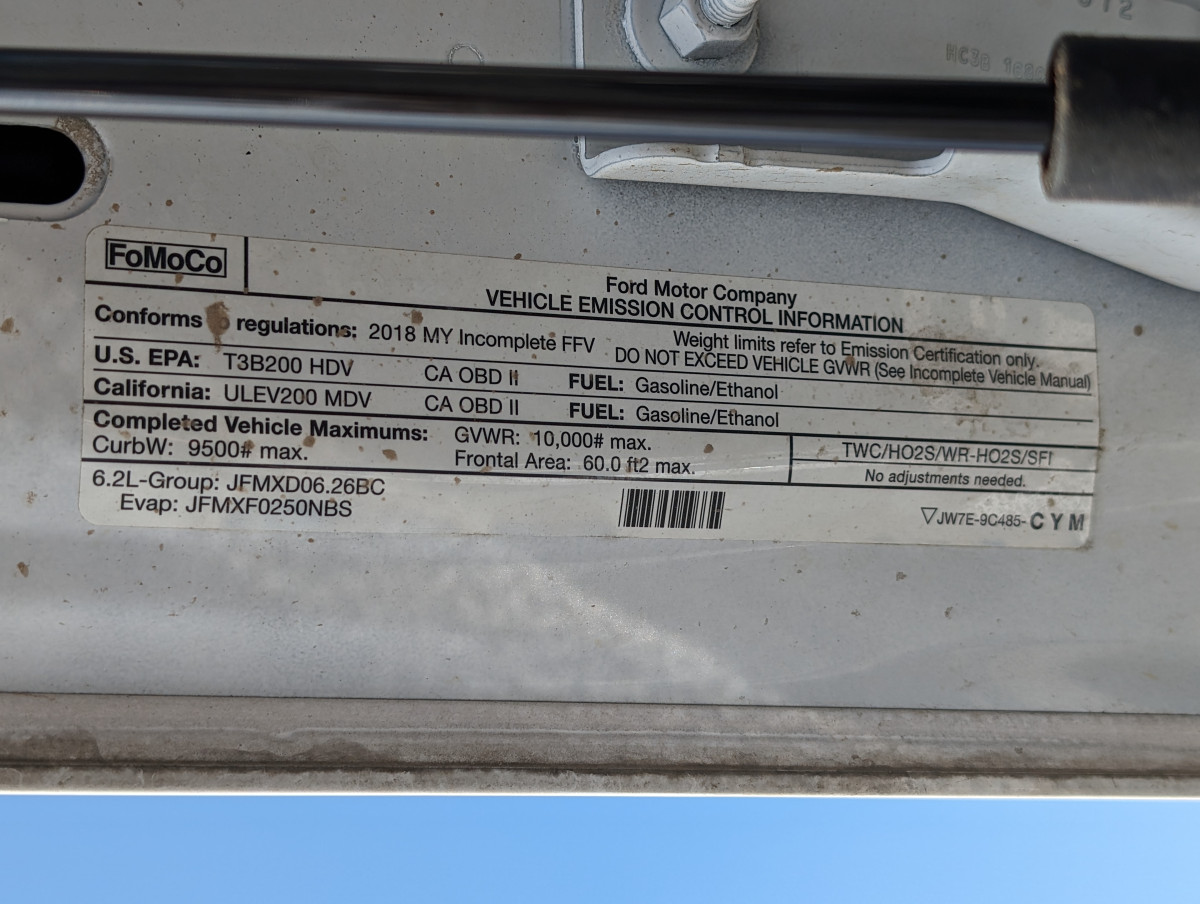 FoMoCo
Ford Motor Company
VEHICLE EMISSION CONTROL INFORMATION
Conforms regulations: 2018 MY Incomplete FFV
Weight limits refer to Emission Certification only.
DO NOT EXCEED VEHICLE GVWR (See Incomplete Vehicle Manual)
U.S. EPA: T3B200 HDV CA OBD II FUEL: Gasoline/Ethanol
California: ULEV200 MDV CA OBD II FUEL: Gasoline/Ethanol
Completed Vehicle Maximums: GVWR: 10,000# max.
CurbW: 9500# max. Frontal Area: 60.0 ft2 max.
TWC/HO2S/WR-HO2S/SFI
No adjustments needed.
6.2L-Group: JFMXD06.26BC
Evap: JFMXF0250NBS
▽JW7E-9C485- C Y M